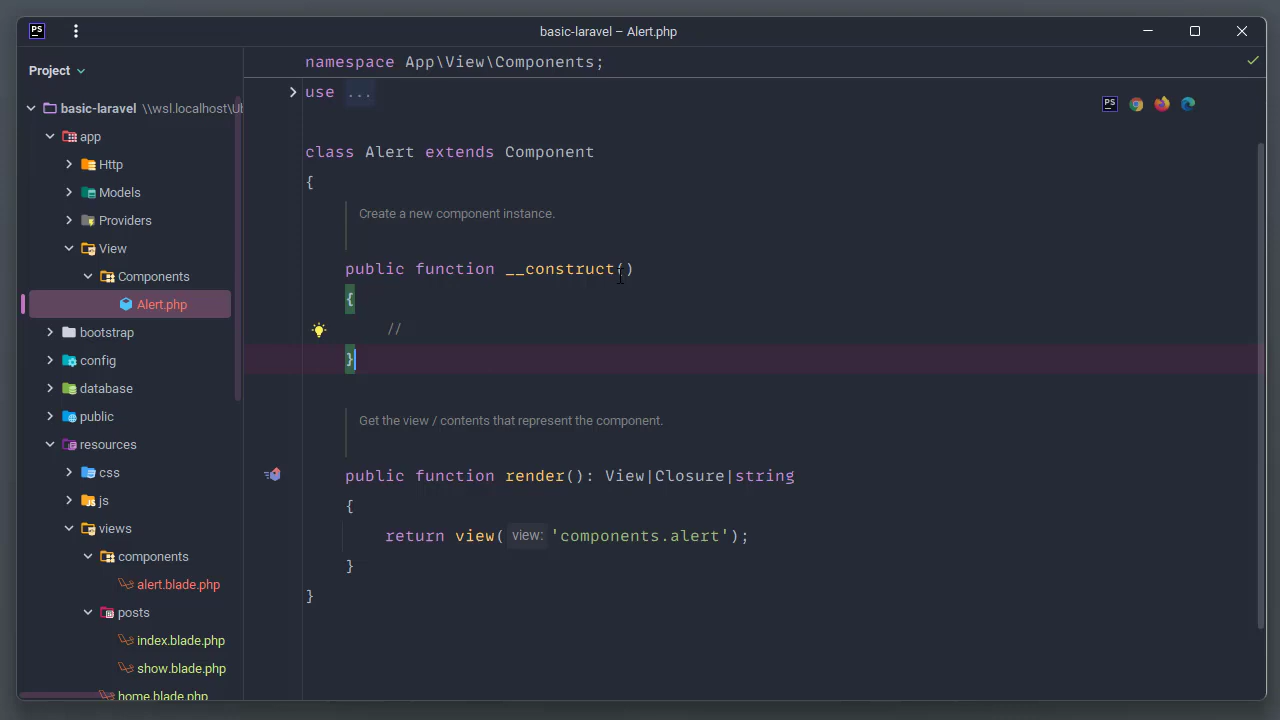 PS
basic-laravel – Alert.php
Project
basic-laravel \\wsl.localhost\Ub
app
Http
Models
Providers
View
Components
Alert.php
bootstrap
config
database
public
resources
css
js
views
components
alert.blade.php
posts
index.blade.php
show.blade.php
home.blade.php
namespace App\View\Components;
use ...
PS
class Alert extends Component
{
Create a new component instance.
public function __construct()
{
//
}
Get the view / contents that represent the component.
public function render(): View|Closure|string
{
return view( view: 'components.alert');
}
}